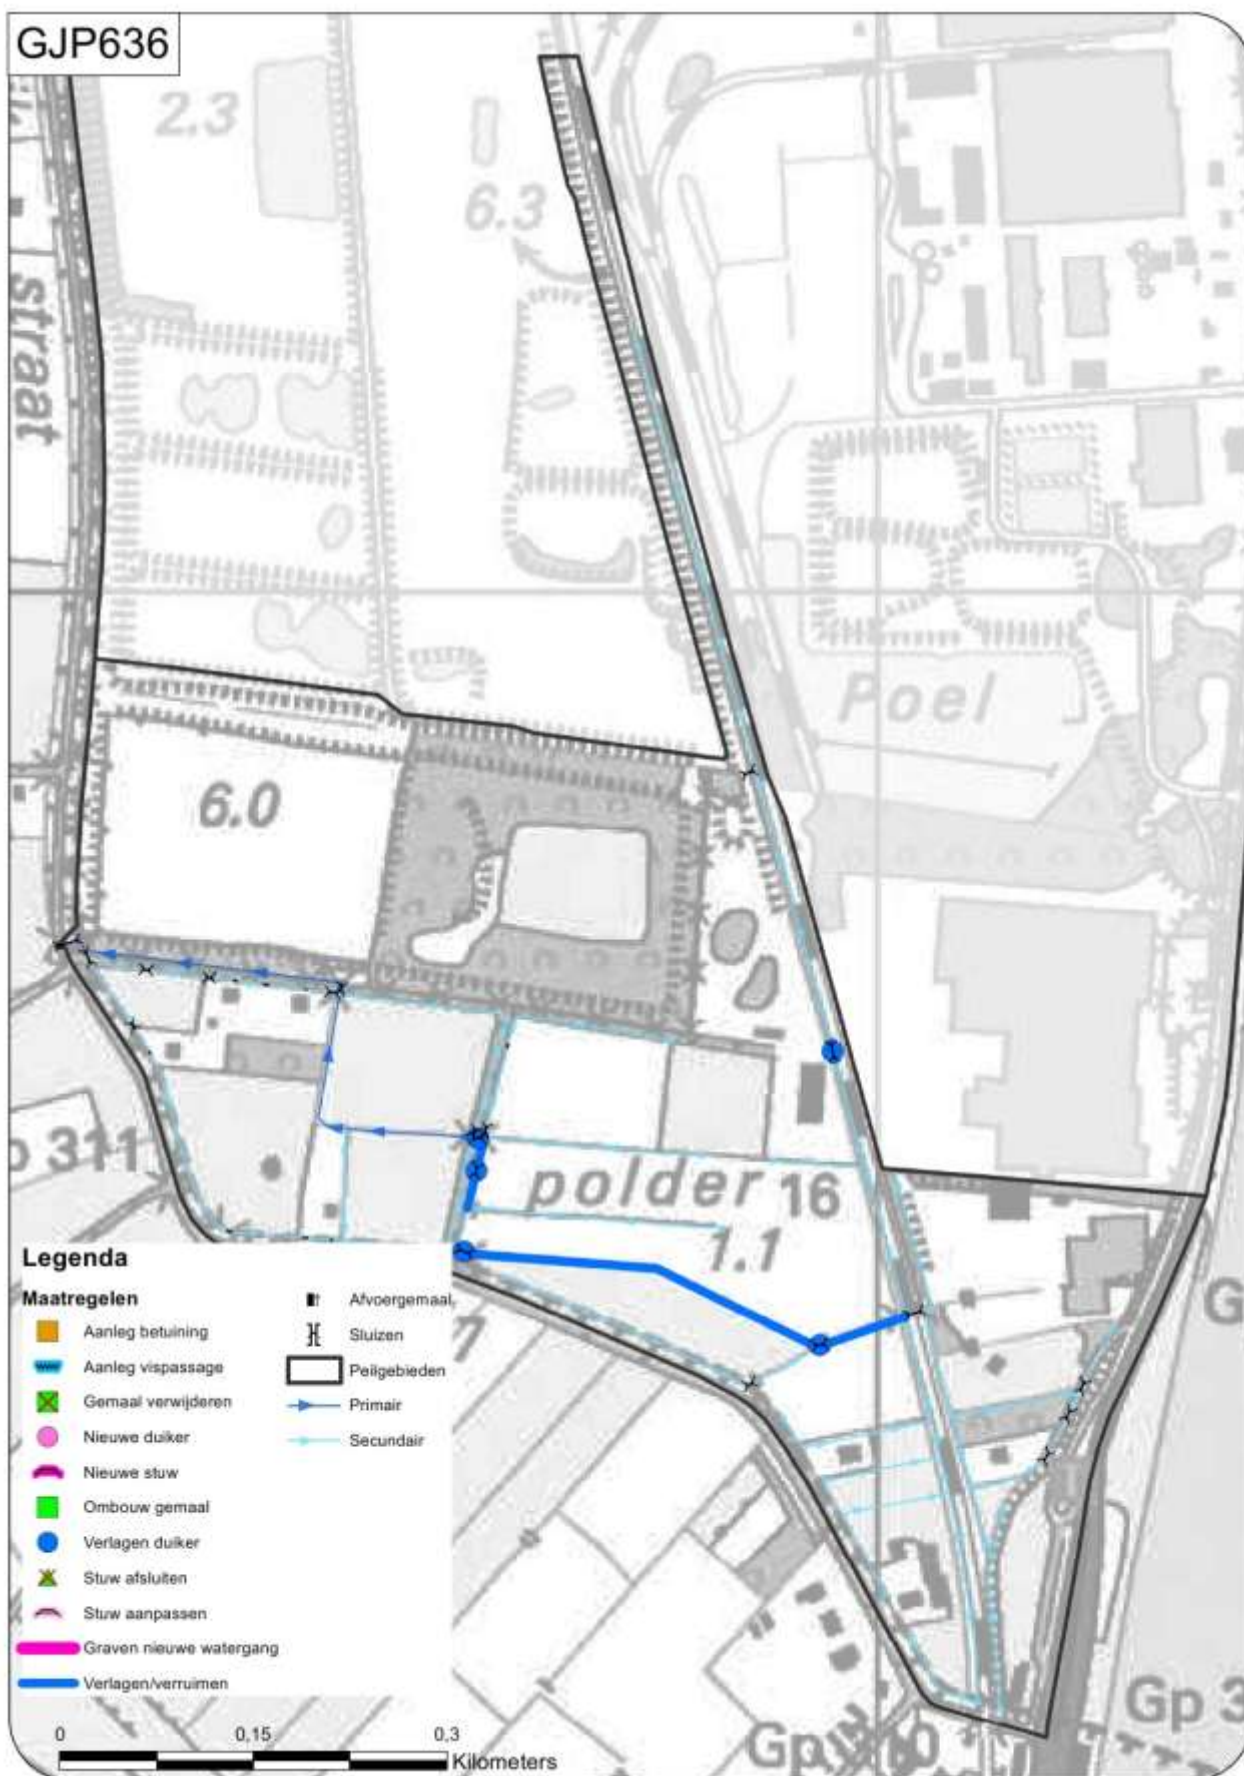 GJP636
2.3
6.3
straat
Poel
6.0
311
polder 16
1.1
Legenda
Maatregelen
Aanleg betuining
Aanleg vispassage
Gemaal verwijderen
Nieuwe duiker
Nieuwe stuw
Ombouw gemaal
Verlagen duiker
Stuw afsluiten
Stuw aanpassen
Graven nieuwe watergang
Verlagen/verruimen
Afvoergemaal
Sluizen
Peilgebieden
Primair
Secundair
G
Gp 3
0 0,15 0,3
Kilometers